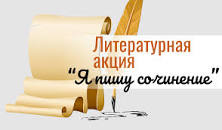 Литературная
акция
“Я пишу сочинение”